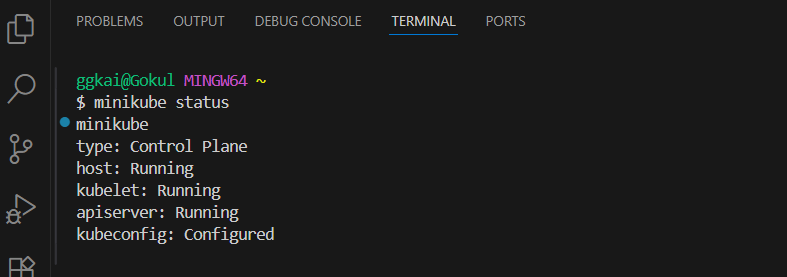 PROBLEMS OUTPUT DEBUG CONSOLE TERMINAL PORTS
ggkai@Gokul MINGW64 ~
$ minikube status
minikube
type: Control Plane
host: Running
kubelet: Running
apiserver: Running
kubeconfig: Configured